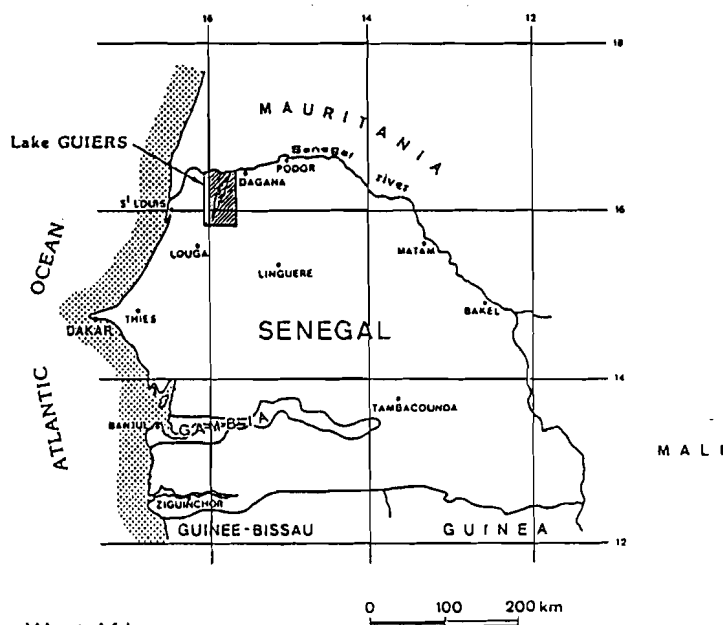 16 14 12
18
MAURITANIA
Lake GUIERS
Senegal
PODOR
river
DAGANA
St LOUIS
16
LOUGA
MATAM
LINGUERE
OCEAN
BAKEL
THIES
DAKAR
SENEGAL
14
ATLANTIC
TAMBACOUNDA
BANJUL
GAMBIA
MALI
ZIGUINCHOR
GUINEE-BISSAU GUINEA
12
0 100 200 km